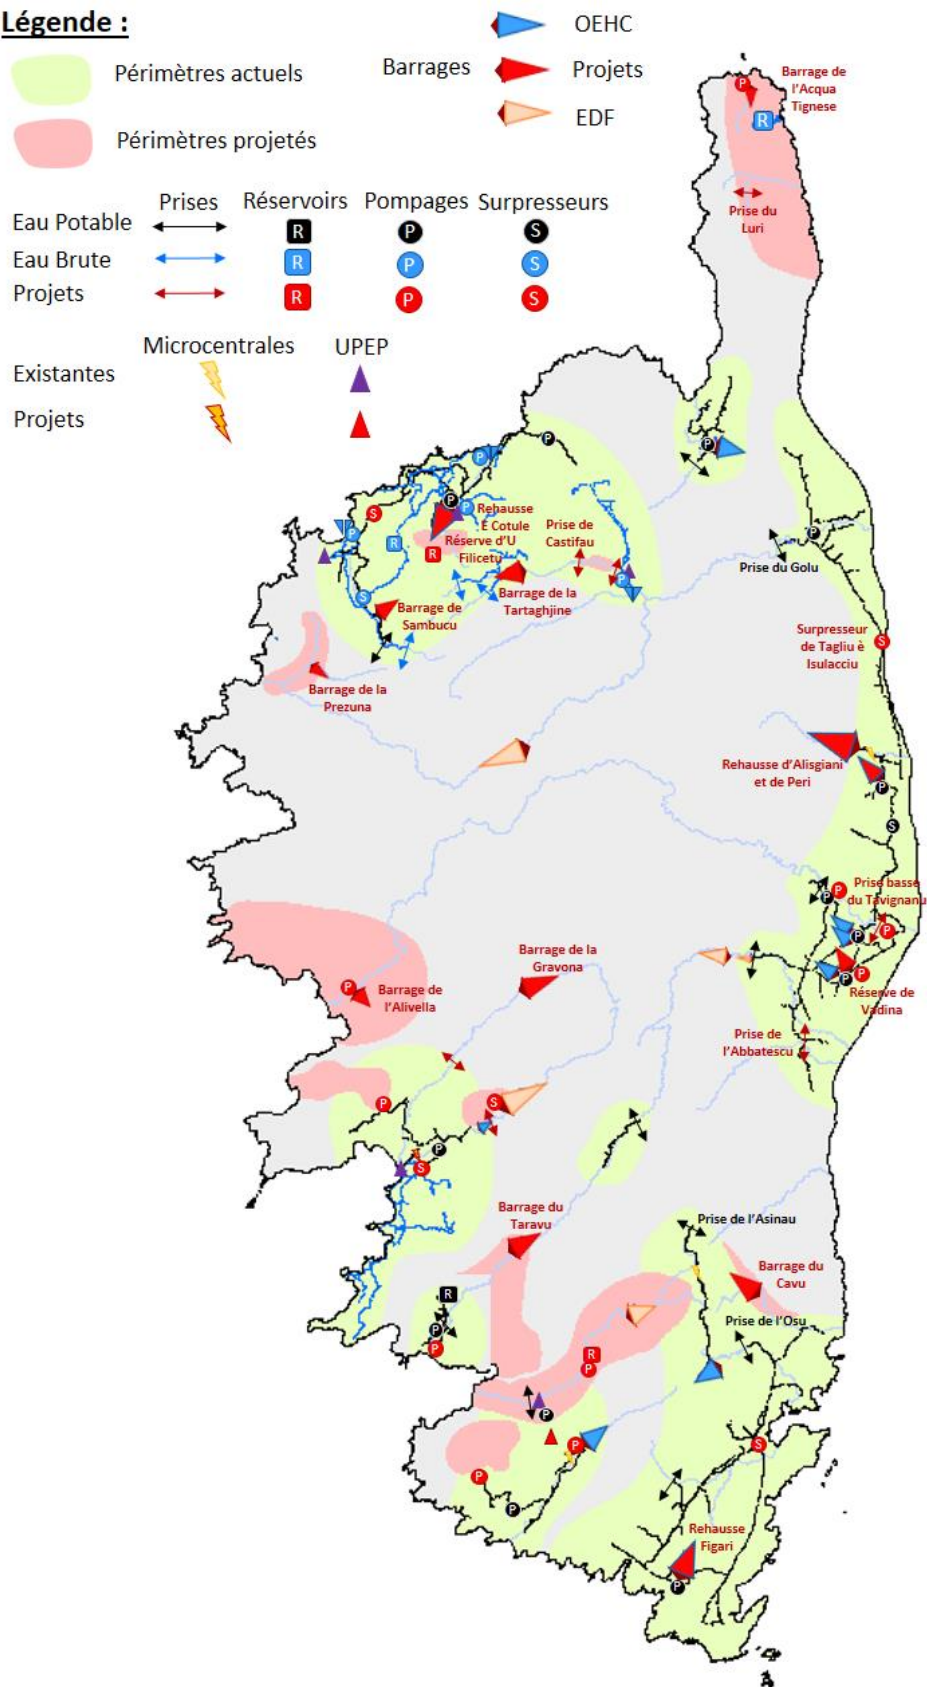 Légende :
Périmètres actuels
Périmètres projetés
OEHC
Barrages
Projets
EDF
Prises
Réservoirs
Pompages
Surpresseurs
Eau Potable
R
P
S
Eau Brute
R
P
S
Projets
R
P
S
Microcentrales
UPEP
Existantes
Projets
P
Barrage de
l'Acqua
Tignese
R
Prise du
Luri
P
P
P
P
P
Rehausse
E Cotule
S
P
R
R
Réserve d'U
Filicetu
Prise de
Castifau
P
Prise du Golu
P
S
Barrage de
Sambucu
Barrage de la
Tartaghjine
P
Surpresseur
de Tagliu è
Isulacciu
S
Barrage de la
Prezuna
Rehausse d'Alisgiani
et de Peri
P
S
P
P
Prise basse
du Tavignanu
P
P
P
P
Réserve de
Vadina
Barrage de la
Gravona
P
Barrage de
l'Alivella
Prise de
l'Abbatescu
P
S
P
S
Barrage du
Taravu
Prise de l'Asinau
Barrage du
Cavu
R
P
P
Prise de l'Osu
R
P
P
P
S
P
P
Rehausse
Figari
P